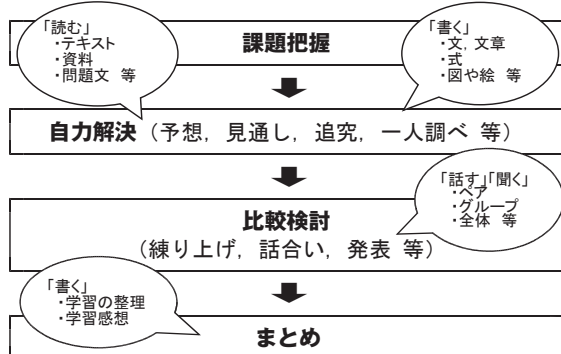 「読む」
・テキスト
・資料
・問題文 等
課題把握
「書く」
・文，文章
・式
・図や絵 等
自力解決（予想，見通し，追究，一人調べ 等）
「話す」「聞く」
・ペア
・グループ
・全体 等
比較検討
（練り上げ，話合い，発表 等）
「書く」
・学習の整理
・学習感想
まとめ